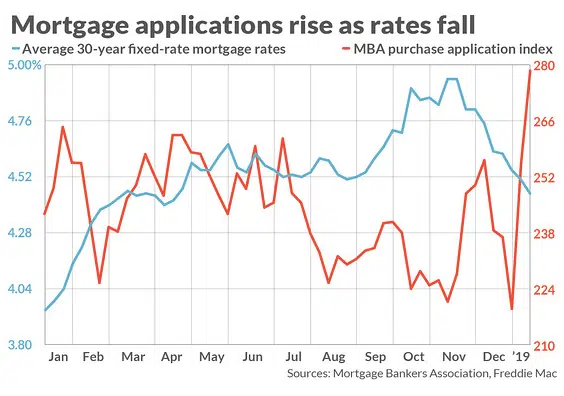 Mortgage applications rise as rates fall
Average 30-year fixed-rate mortgage rates
MBA purchase application index
5.00% 280
4.76 266
4.52 252
4.28 238
4.04 224
3.80 210
Jan Feb Mar Apr May Jun Jul Aug Sep Oct Nov Dec '19
Sources: Mortgage Bankers Association, Freddie Mac